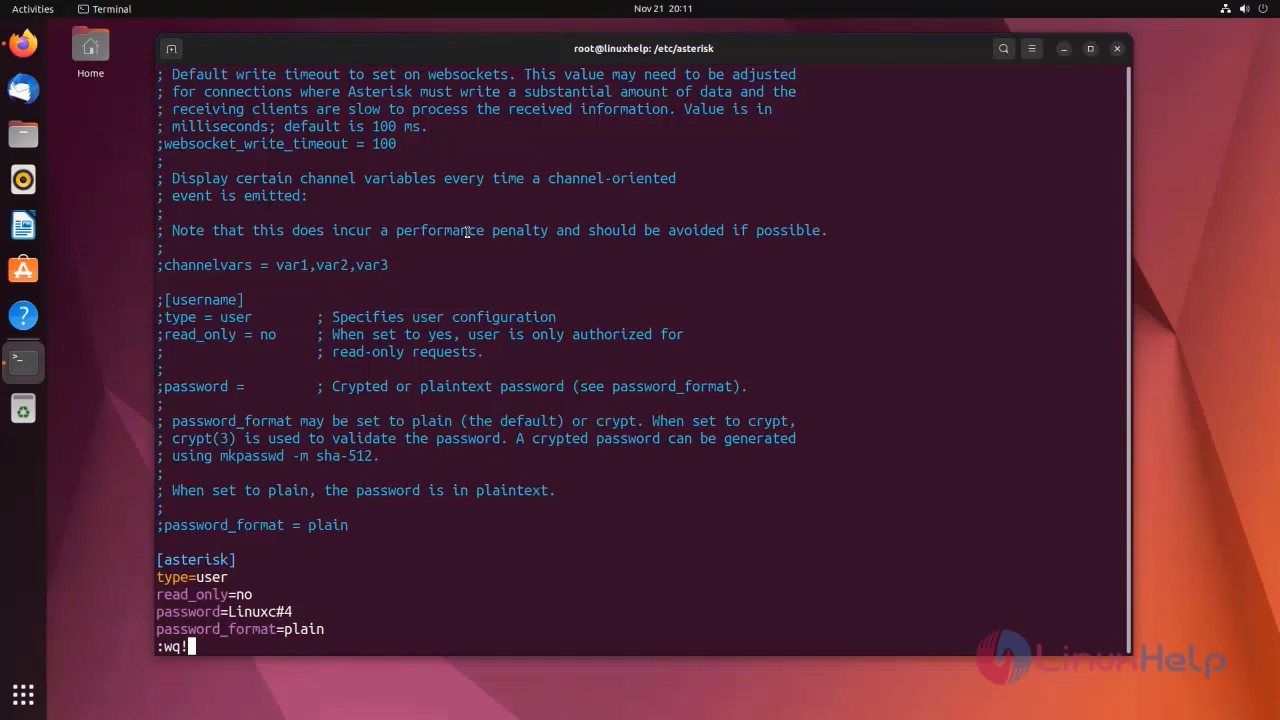 Activities Terminal Nov 21 20:11
Home
root@linuxhelp: /etc/asterisk
; Default write timeout to set on websockets. This value may need to be adjusted
; for connections where Asterisk must write a substantial amount of data and the
; receiving clients are slow to process the received information. Value is in
; milliseconds; default is 100 ms.
;websocket_write_timeout = 100
;
; Display certain channel variables every time a channel-oriented
; event is emitted:
;
; Note that this does incur a performance penalty and should be avoided if possible.
;
;channelvars = var1,var2,var3

;[username]
;type = user        ; Specifies user configuration
;read_only = no     ; When set to yes, user is only authorized for
;                   ; read-only requests.
;
;password =         ; Crypted or plaintext password (see password_format).
;
; password_format may be set to plain (the default) or crypt. When set to crypt,
; crypt(3) is used to validate the password. A crypted password can be generated
; using mkpasswd -m sha-512.
;
; When set to plain, the password is in plaintext.
;
;password_format = plain

[asterisk]
type=user
read_only=no
password=Linuxc#4
password_format=plain
:wq!
LinuxHelp